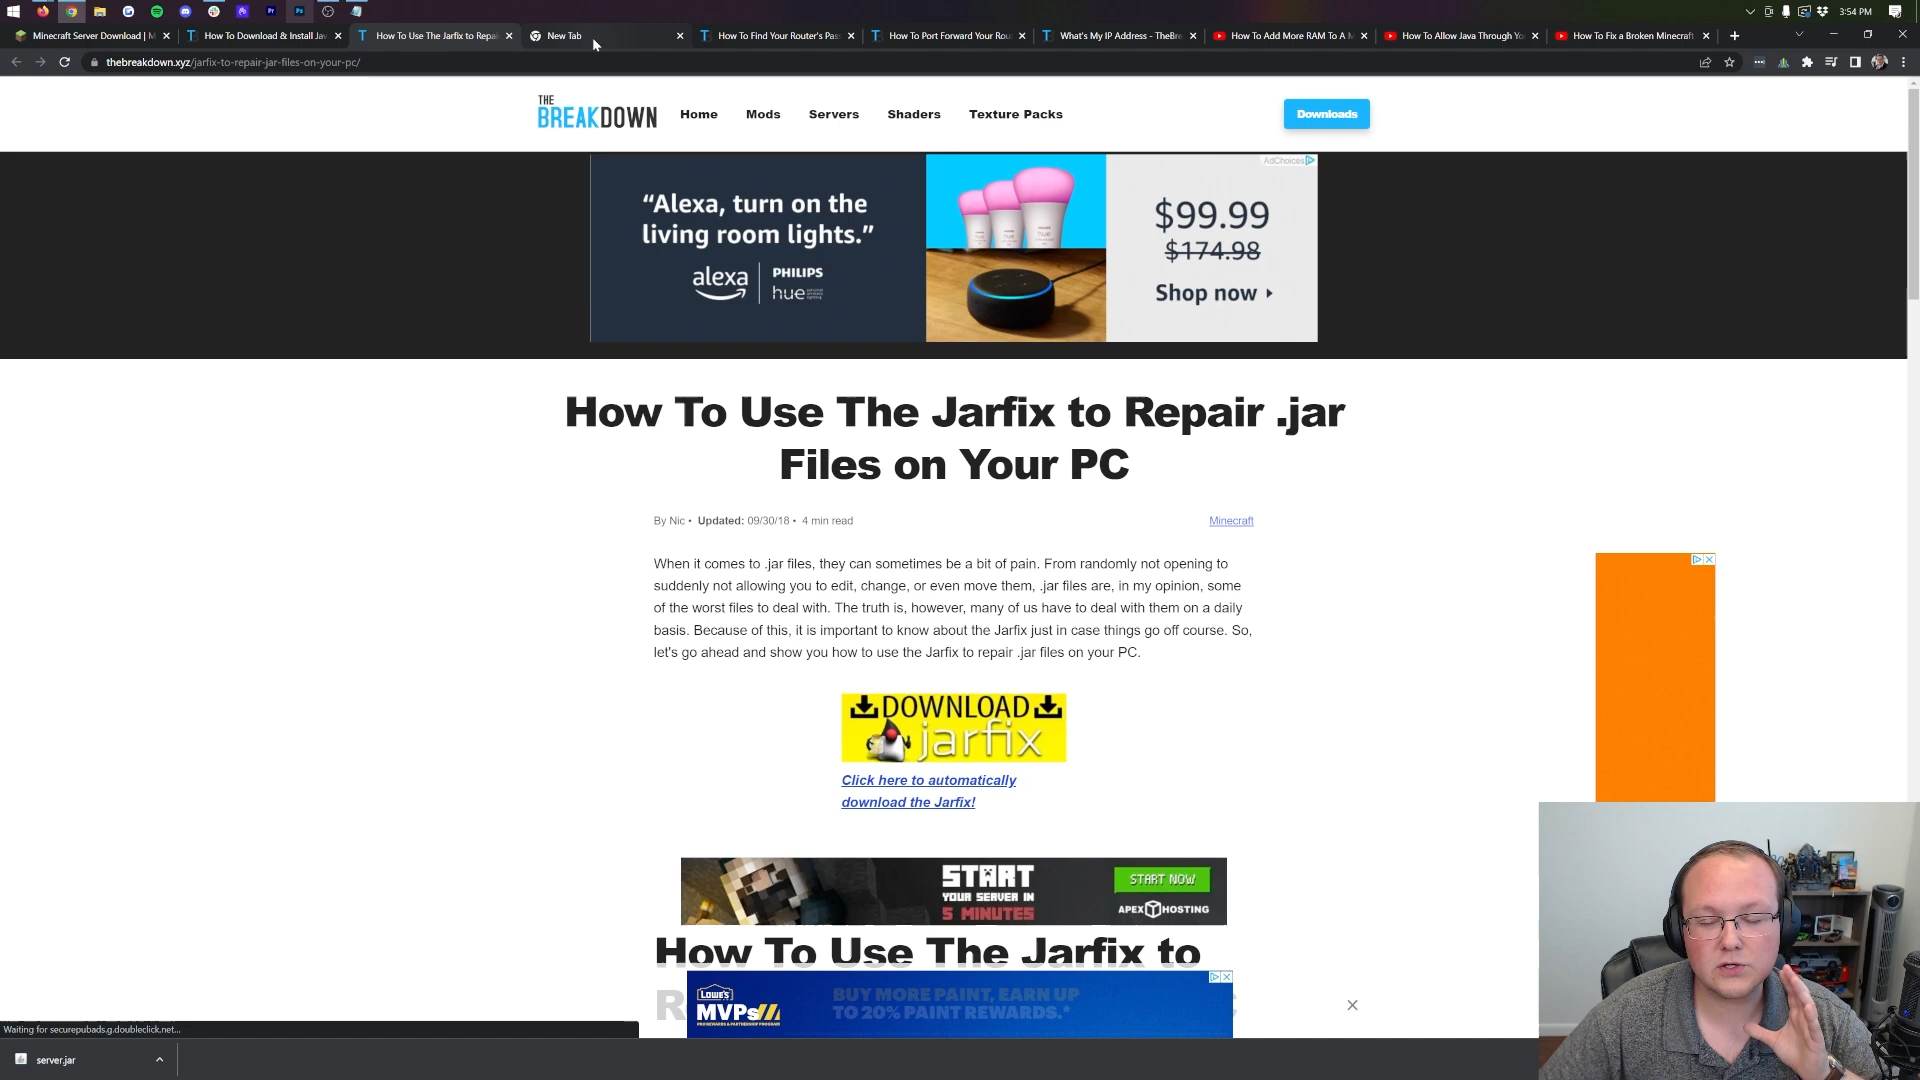 3:54 PM
Minecraft Server Download | M
How To Download & Install Jav
How To Use The Jarfix to Repai
New Tab
How To Find Your Router's Pas
How To Port Forward Your Rout
What's My IP Address - TheBre
How To Add More RAM To A M
How To Allow Java Through Yo
How To Fix a Broken Minecraft
thebreakdown.xyz/jarfix-to-repair-jar-files-on-your-pc/
THE
BREAKDOWN
Home
Mods
Servers
Shaders
Texture Packs
Downloads
AdChoices
“Alexa, turn on the
living room lights.”
alexa
PHILIPS
hue
$99.99
$174.98
Shop now
How To Use The Jarfix to Repair .jar
Files on Your PC
By Nic • Updated: 09/30/18 • 4 min read
Minecraft
When it comes to .jar files, they can sometimes be a bit of pain. From randomly not opening to
suddenly not allowing you to edit, change, or even move them, .jar files are, in my opinion, some
of the worst files to deal with. The truth is, however, many of us have to deal with them on a daily
basis. Because of this, it is important to know about the Jarfix just in case things go off course. So,
let's go ahead and show you how to use the Jarfix to repair .jar files on your PC.
DOWNLOAD
jarfix
Click here to automatically
download the Jarfix!
START
YOUR SERVER IN
5 MINUTES
START NOW
APEX HOSTING
How To Use The Jarfix to
LOWE'S
MVPs
PRO REWARDS & PARTNERSHIP PROGRAM
BUY MORE PAINT, EARN UP
TO 20% PAINT REWARDS.*
Waiting for securepubads.g.doubleclick.net...
server.jar